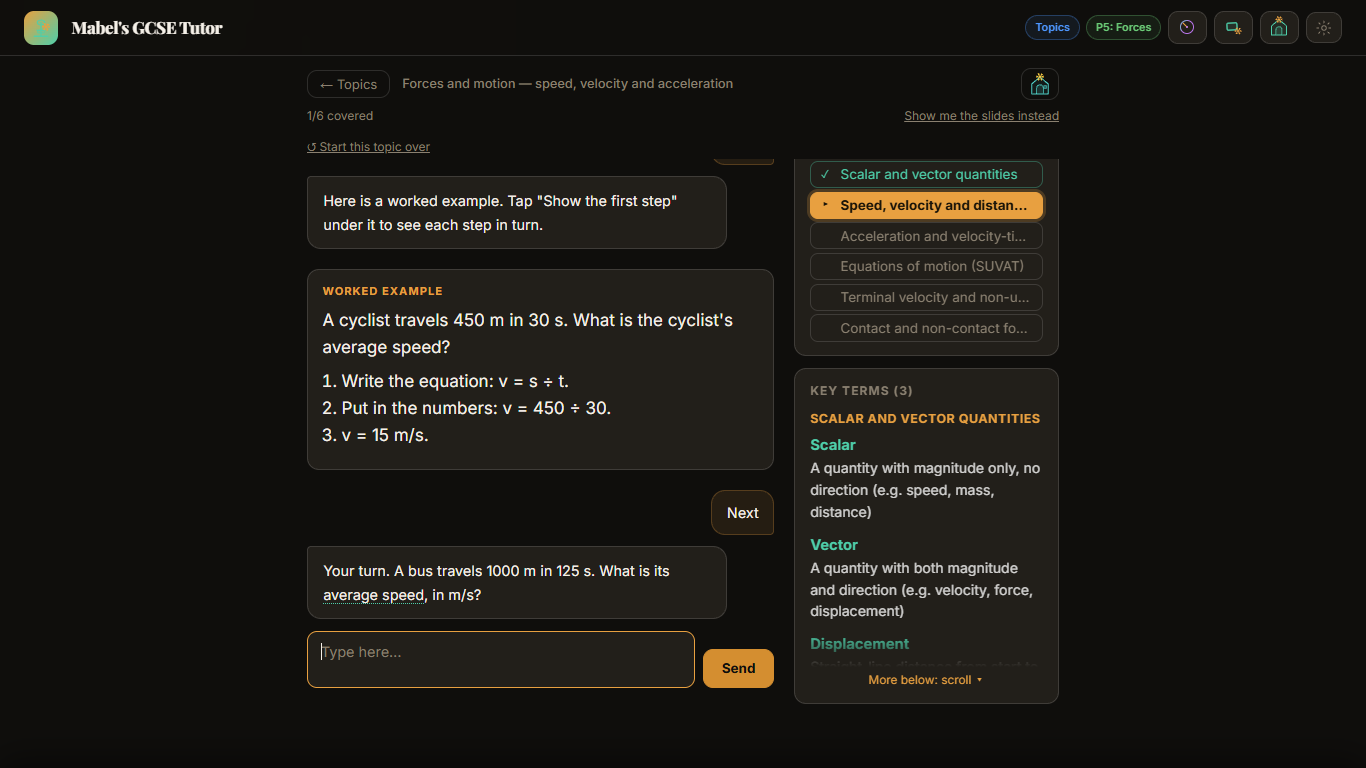 Mabel's GCSE Tutor
Topics
P5: Forces
← Topics
Forces and motion — speed, velocity and acceleration
1/6 covered
Show me the slides instead
↺ Start this topic over
Here is a worked example. Tap "Show the first step"
under it to see each step in turn.
WORKED EXAMPLE
A cyclist travels 450 m in 30 s. What is the cyclist's
average speed?
1. Write the equation: v = s ÷ t.
2. Put in the numbers: v = 450 ÷ 30.
3. v = 15 m/s.
Next
Your turn. A bus travels 1000 m in 125 s. What is its
average speed, in m/s?
Type here...
Send
✓ Scalar and vector quantities
‣ Speed, velocity and distan...
Acceleration and velocity-ti...
Equations of motion (SUVAT)
Terminal velocity and non-u...
Contact and non-contact fo...
KEY TERMS (3)
SCALAR AND VECTOR QUANTITIES
Scalar
A quantity with magnitude only, no
direction (e.g. speed, mass,
distance)
Vector
A quantity with both magnitude
and direction (e.g. velocity, force,
displacement)
Displacement
Straight-line distance from start to
More below: scroll ▾